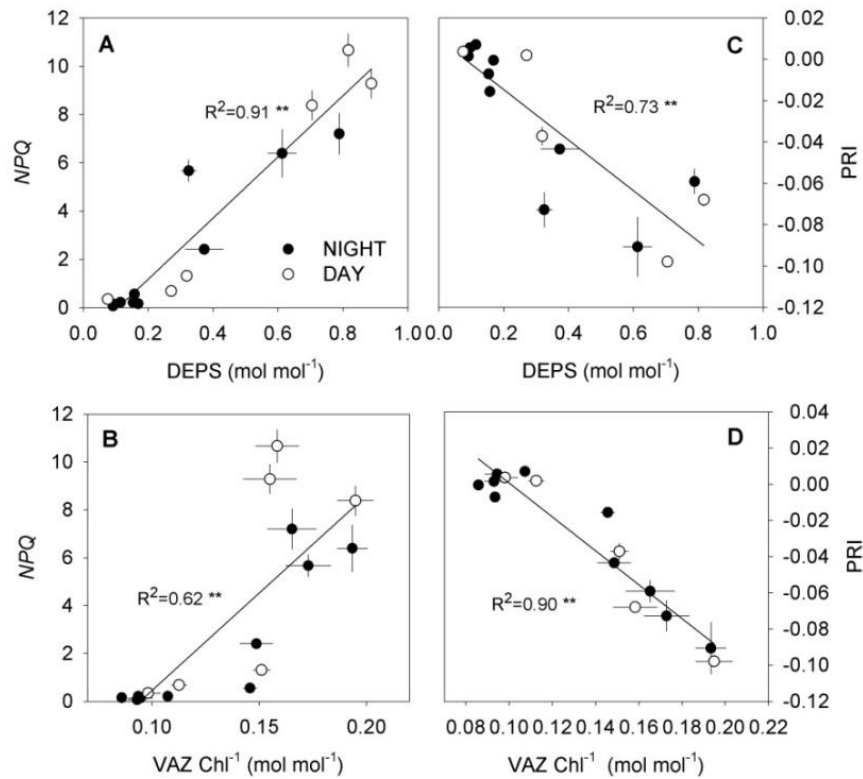 A
R²=0.91 **
NIGHT
DAY
NPQ
12
10
8
6
4
2
0
0.0 0.2 0.4 0.6 0.8 1.0
DEPS (mol mol⁻¹)
C
R²=0.73 **
0.02
0.00
-0.02
-0.04
-0.06
-0.08
-0.10
-0.12
PRI
0.0 0.2 0.4 0.6 0.8 1.0
DEPS (mol mol⁻¹)
B
R²=0.62 **
NPQ
12
10
8
6
4
2
0
0.10 0.15 0.20
VAZ Chl⁻¹ (mol mol⁻¹)
D
R²=0.90 **
0.04
0.02
0.00
-0.02
-0.04
-0.06
-0.08
-0.10
-0.12
PRI
0.08 0.10 0.12 0.14 0.16 0.18 0.20 0.22
VAZ Chl⁻¹ (mol mol⁻¹)